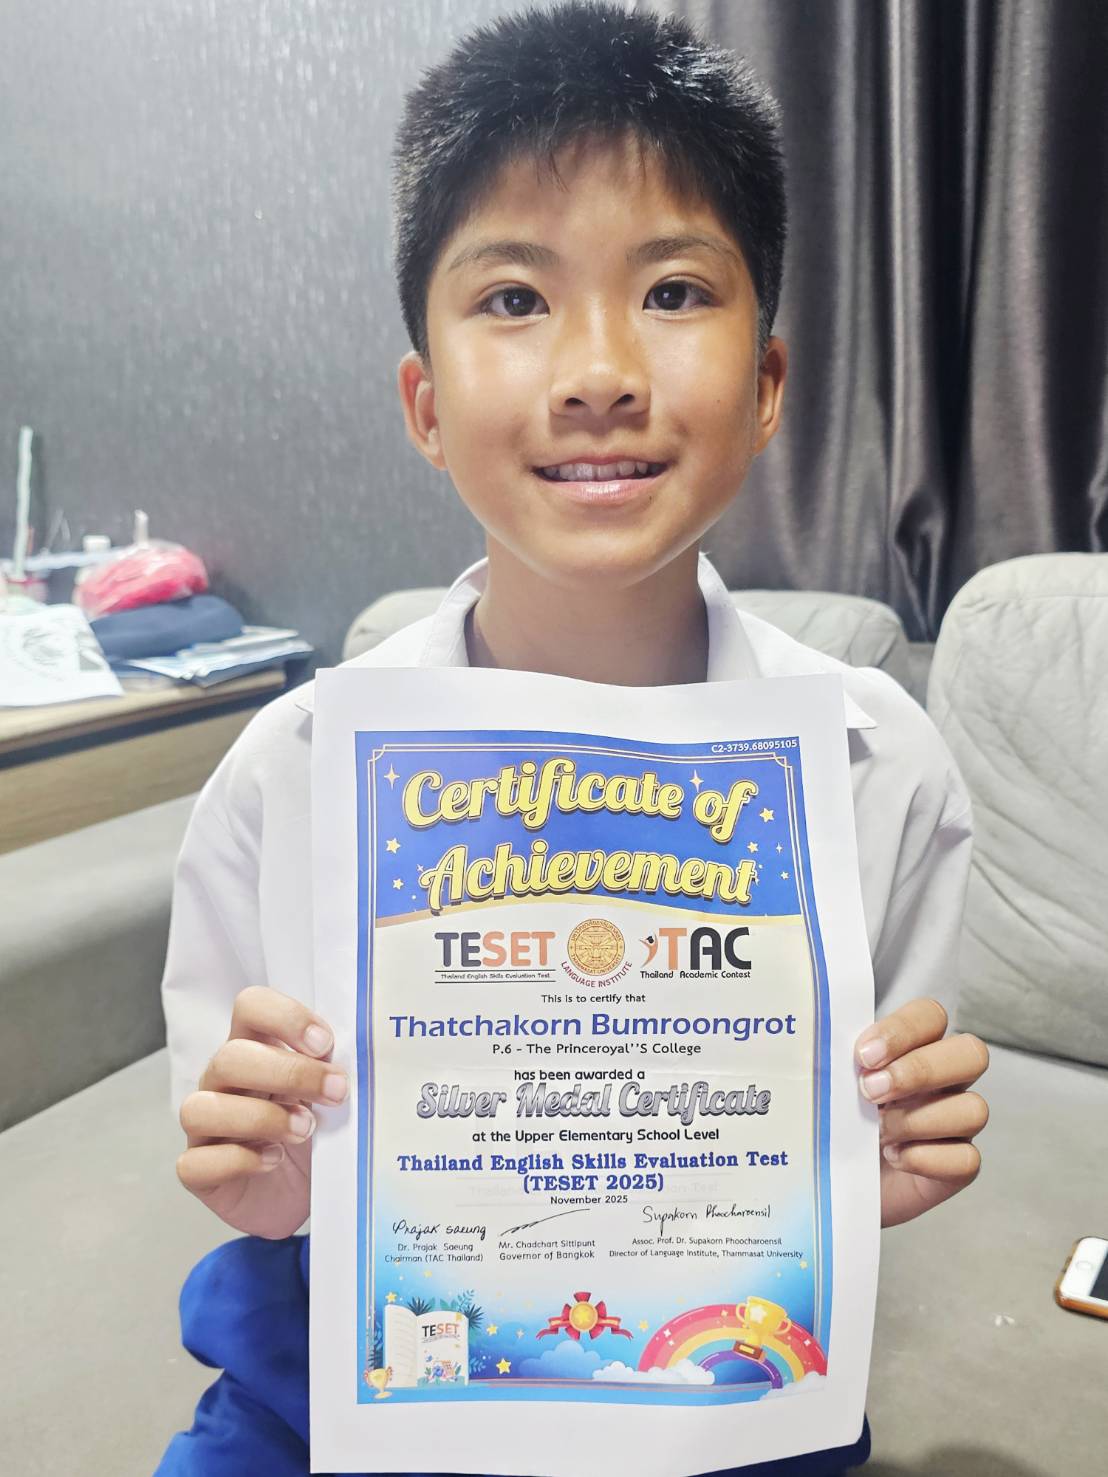 C2-3739.68095105
Certificate of
Achievement
TESET
Thailand English Skills Evaluation Test
LANGUAGE INSTITUTE
TAC
Thailand Academic Contest
This is to certify that
Thatchakorn Bumroongrot
P.6 - The Princeroyal''S College
has been awarded a
Silver Medal Certificate
at the Upper Elementary School Level
Thailand English Skills Evaluation Test
(TESET 2025)
November 2025
Prajak Saeung
Supakorn Phoocharoensil
Dr. Prajak Saeung
Chairman (TAC Thailand)
Mr. Chadchart Sittipunt
Governor of Bangkok
Assoc. Prof. Dr. Supakorn Phoocharoensil
Director of Language Institute, Thammasat University
TESET